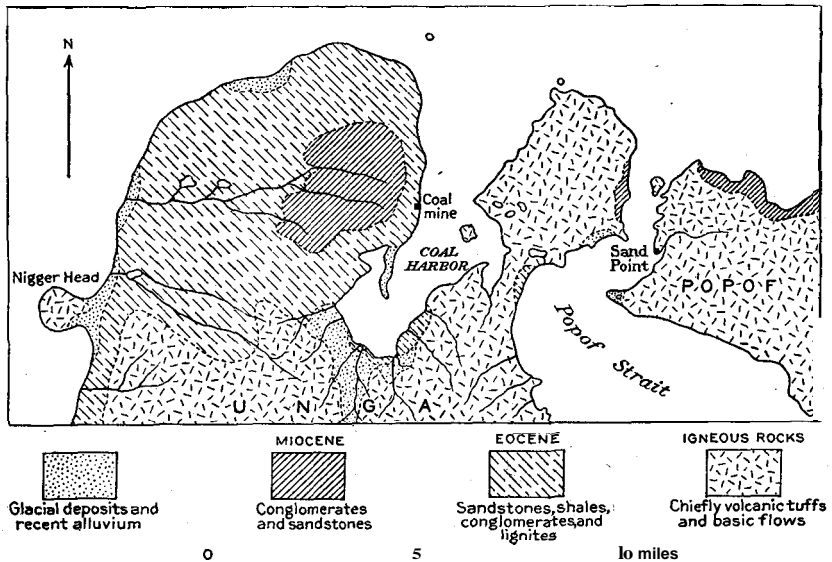 N
Coal
mine
COAL
HARBOR
Nigger Head
Sand
Point
POPOF
Popof Strait
UNGA
MIOCENE
EOCENE
IGNEOUS ROCKS
Glacial deposits and
recent alluvium
Conglomerates
and sandstones
Sandstones, shales,
conglomerates, and
lignites
Chiefly volcanic tuffs
and basic flows
0 5 10 miles